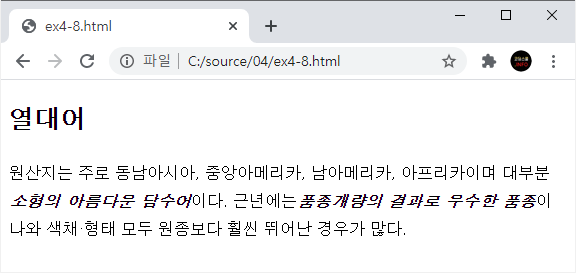 ex4-8.html
파일 C:/source/04/ex4-8.html
열대어
원산지는 주로 동남아시아, 중앙아메리카, 남아메리카, 아프리카이며 대부분
소형의 아름다운 담수어이다. 근년에는 품종개량의 결과로 우수한 품종이
나와 색채·형태 모두 원종보다 훨씬 뛰어난 경우가 많다.